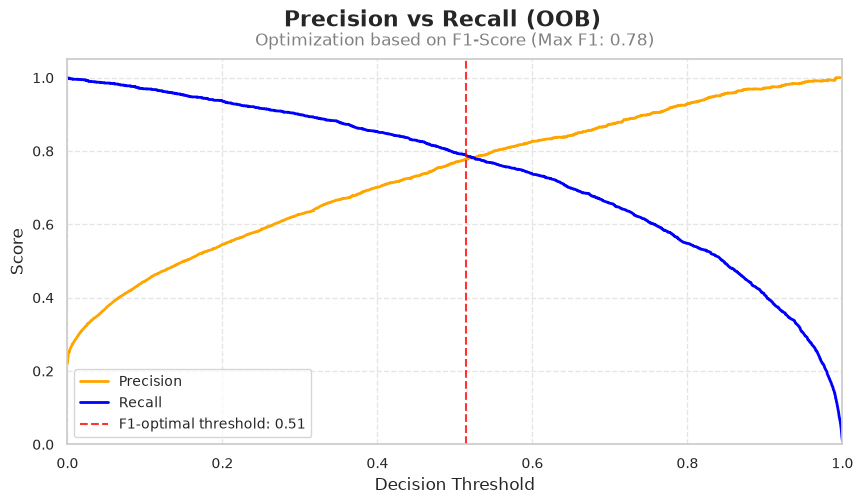 Precision vs Recall (OOB)
Optimization based on F1-Score (Max F1: 0.78)
Score
1.0
0.8
0.6
0.4
0.2
0.0
Precision
Recall
F1-optimal threshold: 0.51
0.0 0.2 0.4 0.6 0.8 1.0
Decision Threshold